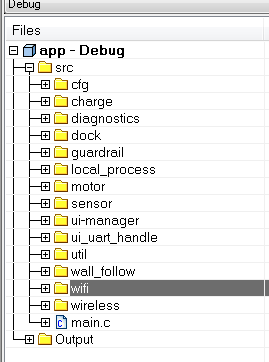 Debug
Files
app - Debug
src
cfg
charge
diagnostics
dock
guardrail
local_process
motor
sensor
ui-manager
ui_uart_handle
util
wall_follow
wifi
wireless
main.c
Output